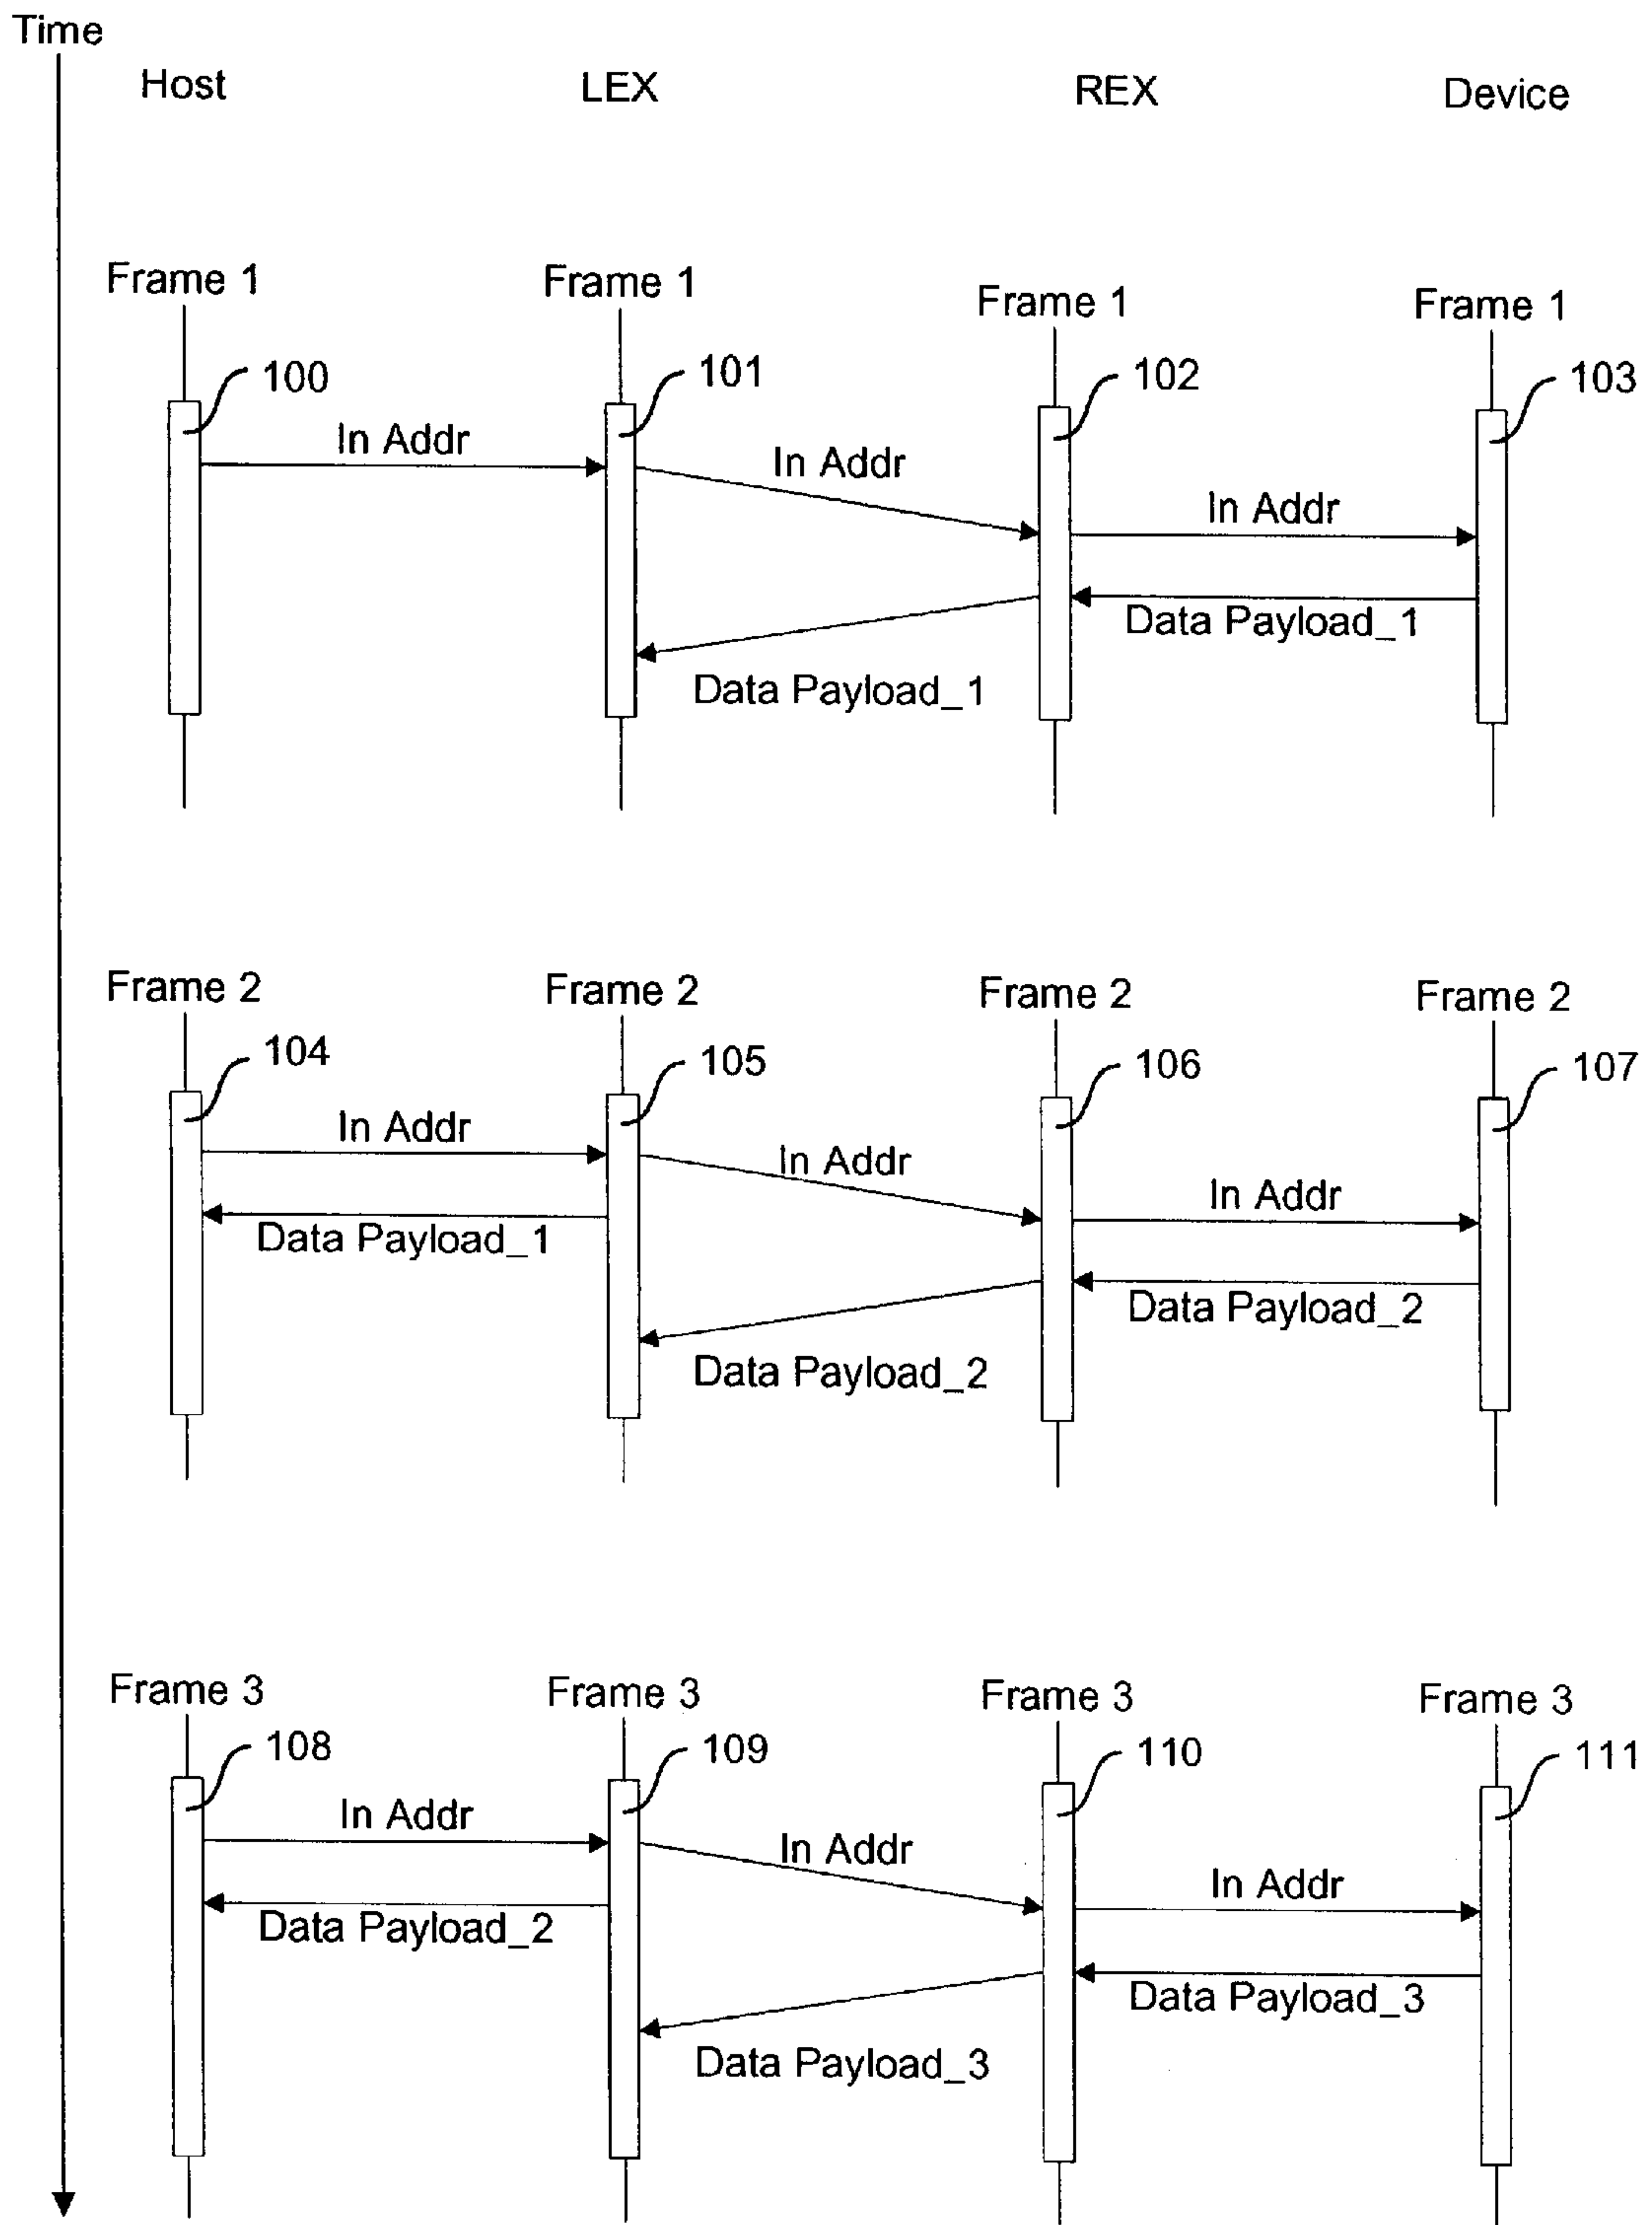 Time
Host
LEX
REX
Device
Frame 1
Frame 1
Frame 1
Frame 1
100
101
102
103
In Addr
In Addr
In Addr
Data Payload_1
Data Payload_1
Frame 2
Frame 2
Frame 2
Frame 2
104
105
106
107
In Addr
In Addr
In Addr
Data Payload_1
Data Payload_2
Data Payload_2
Frame 3
Frame 3
Frame 3
Frame 3
108
109
110
111
In Addr
In Addr
In Addr
Data Payload_2
Data Payload_3
Data Payload_3